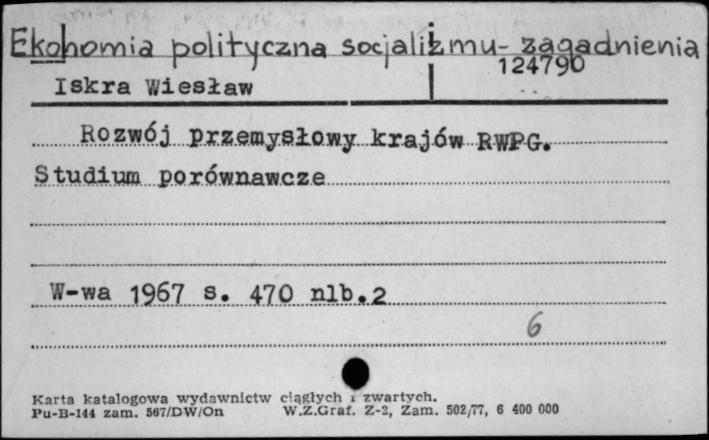 Ekonomia polityczna socjalizmu - zagadnienia
124790
Iskra Wiesław
Rozwój przemysłowy krajów RWPG.
Studium porównawcze
W-wa 1967 s. 470 nlb.2
6
Karta katalogowa wydawnictw ciągłych i zwartych.
Pu-B-144 zam. 567/DW/On W.Z.Graf. Z-2, Zam. 502/77, 6 400 000